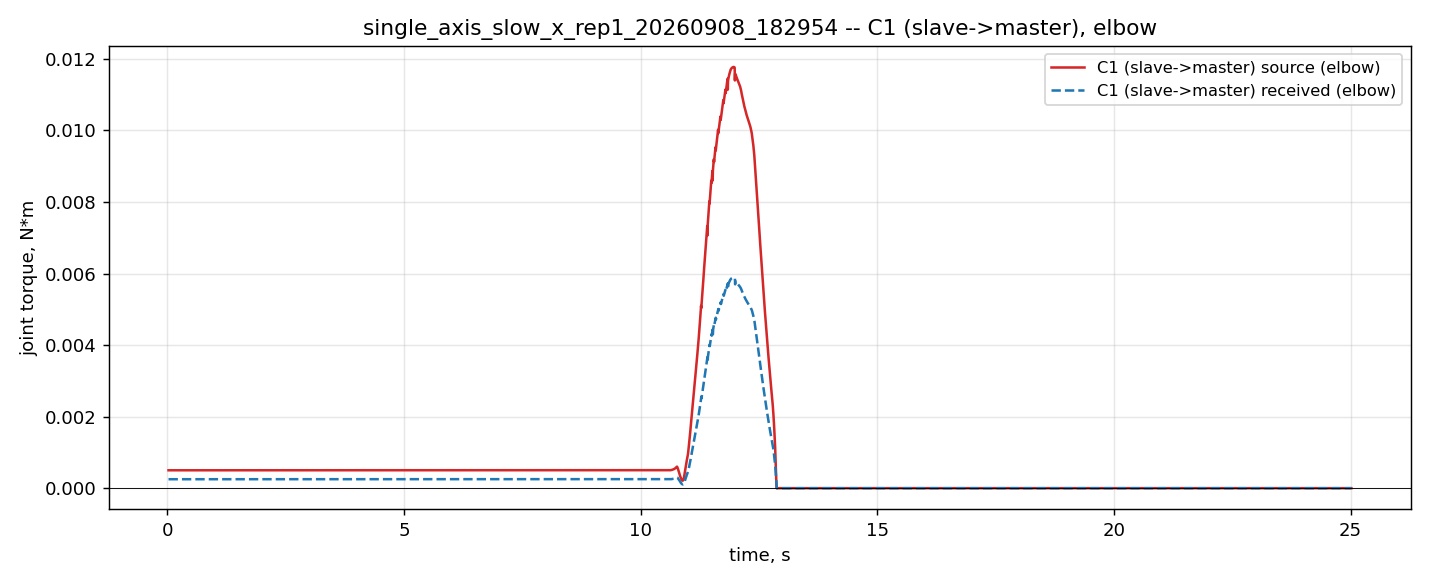 single_axis_slow_x_rep1_20260908_182954 -- C1 (slave->master), elbow
C1 (slave->master) source (elbow)
C1 (slave->master) received (elbow)
joint torque, N*m
0.012
0.010
0.008
0.006
0.004
0.002
0.000
0
5
10
15
20
25
time, s